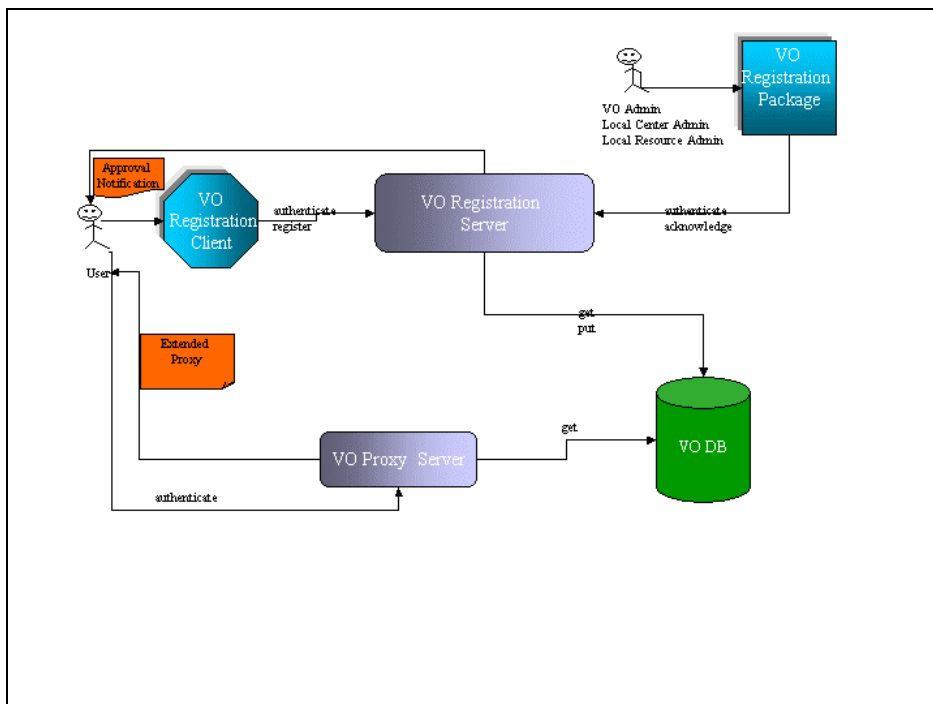 VO
Registration
Package
VO Admin
Local Center Admin
Local Resource Admin
Approval
Notification
VO
Registration
Client
authenticate
register
VO Registration
Server
authenticate
acknowledge
User
get
put
Extended
Proxy
VO Proxy Server
get
VO DB
authenticate